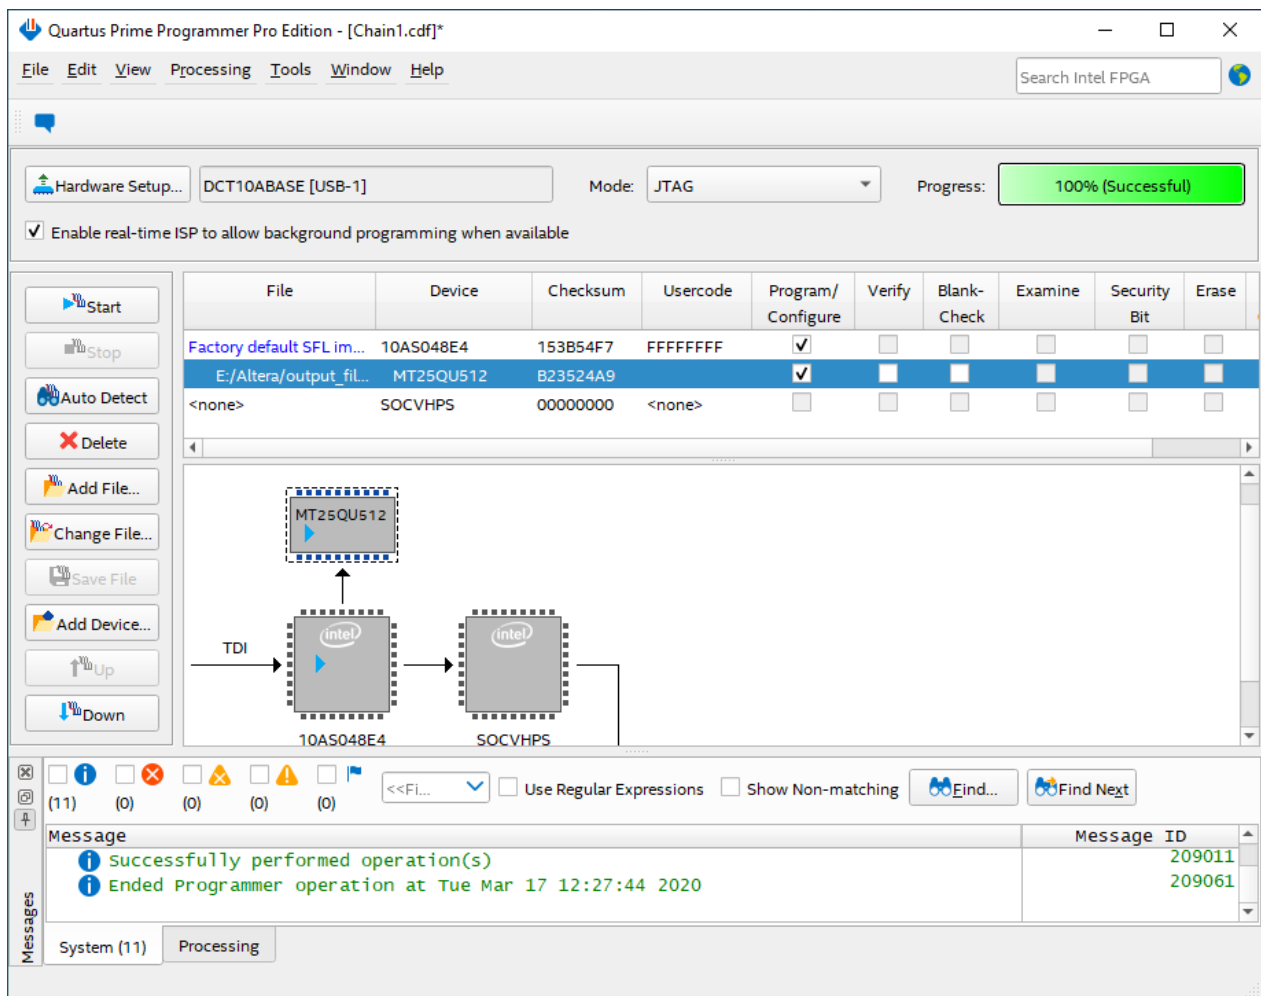 Quartus Prime Programmer Pro Edition - [Chain1.cdf]*
File Edit View Processing Tools Window Help
Search Intel FPGA
Hardware Setup... DCT10ABASE [USB-1] Mode: JTAG Progress: 100% (Successful)
Enable real-time ISP to allow background programming when available
Start
Stop
Auto Detect
Delete
Add File...
Change File...
Save File
Add Device...
Up
Down
File Device Checksum Usercode Program/ Verify Blank- Examine Security Erase
Configure Check Bit
Factory default SFL im... 10AS048E4 153B54F7 FFFFFFFF
E:/Altera/output_fil... MT25QU512 B23524A9
<none> SOCVHPS 00000000 <none>
MT25QU512
intel intel
TDI
10AS048E4 SOCVHPS
(11) (0) (0) (0) (0) <<Fi... Use Regular Expressions Show Non-matching Find... Find Next
Message Message ID
Successfully performed operation(s) 209011
Ended Programmer operation at Tue Mar 17 12:27:44 2020 209061
Messages
System (11) Processing